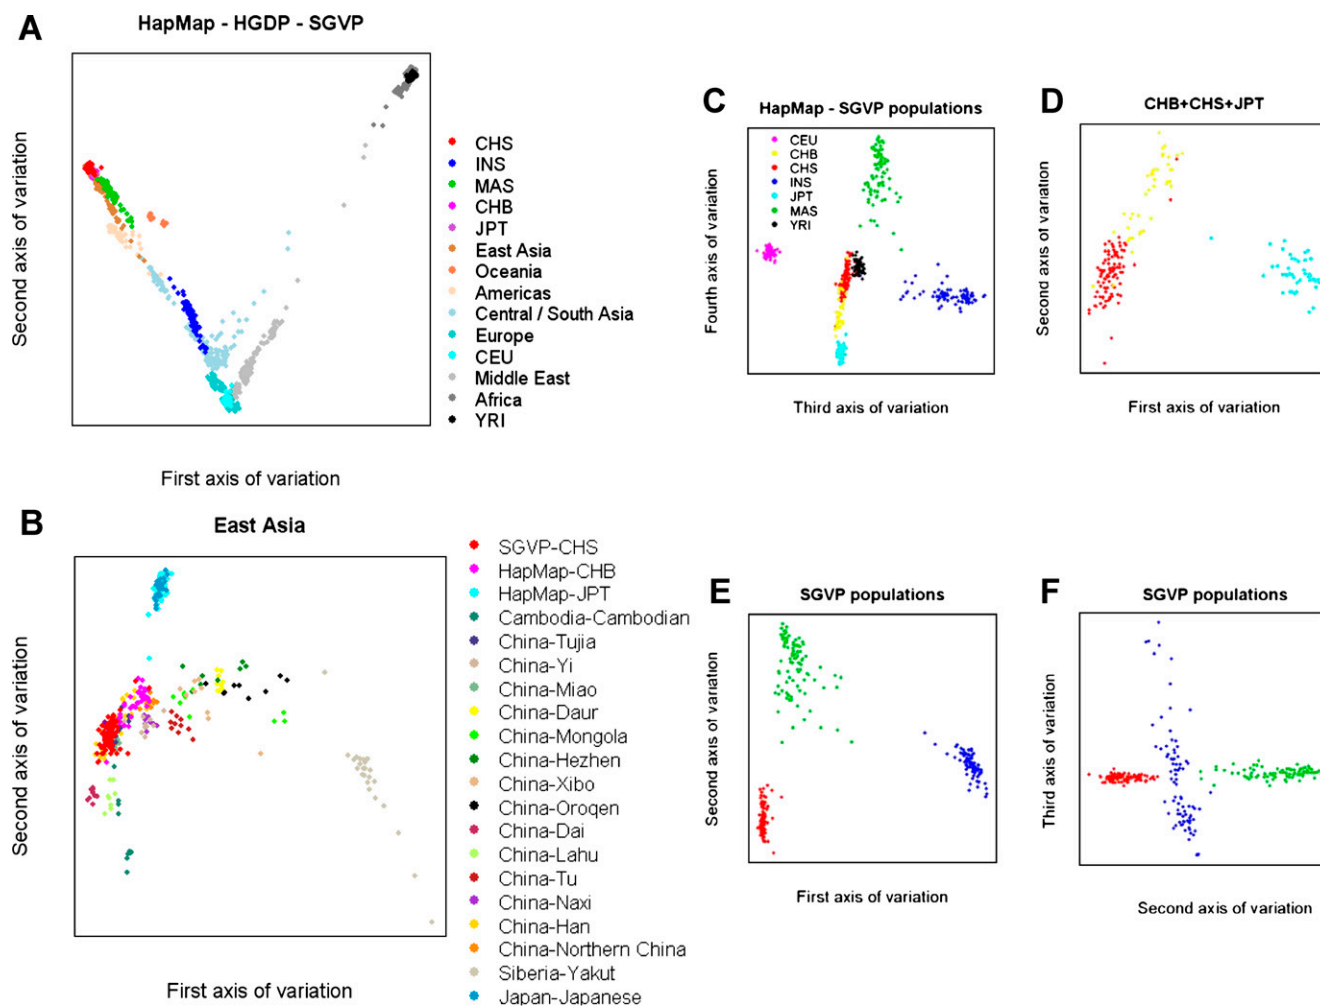 A
HapMap - HGDP - SGVP
Second axis of variation
First axis of variation
CHS
INS
MAS
CHB
JPT
East Asia
Oceania
Americas
Central / South Asia
Europe
CEU
Middle East
Africa
YRI
B
East Asia
Second axis of variation
First axis of variation
SGVP-CHS
HapMap-CHB
HapMap-JPT
Cambodia-Cambodian
China-Tujia
China-Yi
China-Miao
China-Daur
China-Mongola
China-Hezhen
China-Xibo
China-Oroqen
China-Dai
China-Lahu
China-Tu
China-Naxi
China-Han
China-Northern China
Siberia-Yakut
Japan-Japanese
C
HapMap - SGVP populations
CEU
CHB
CHS
INS
JPT
MAS
YRI
Fourth axis of variation
Third axis of variation
D
CHB+CHS+JPT
Second axis of variation
First axis of variation
E
SGVP populations
Second axis of variation
First axis of variation
F
SGVP populations
Third axis of variation
Second axis of variation